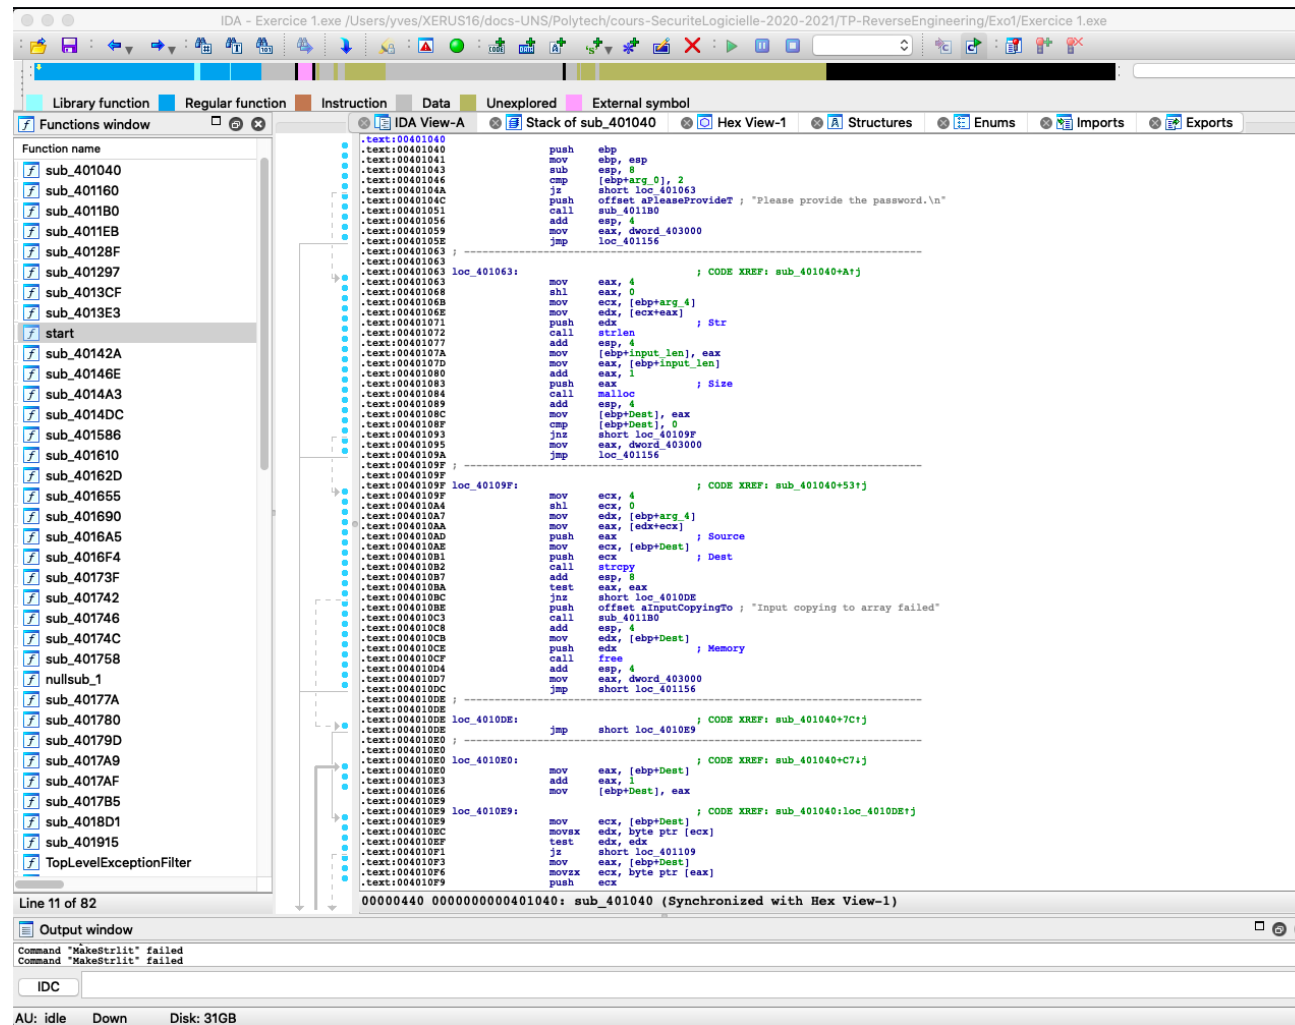 IDA - Exercice 1.exe /Users/yves/XERUS16/docs-UNS/Polytech/cours-SecuriteLogicielle-2020-2021/TP-ReverseEngineering/Exo1/Exercice 1.exe
Library function Regular function Instruction Data Unexplored External symbol
Functions window
IDA View-A Stack of sub_401040 Hex View-1 Structures Enums Imports Exports
Function name
sub_401040
sub_401160
sub_4011B0
sub_4011EB
sub_40128F
sub_401297
sub_4013CF
sub_4013E3
start
sub_40142A
sub_40146E
sub_4014A3
sub_4014DC
sub_401586
sub_401610
sub_40162D
sub_401655
sub_401690
sub_4016A5
sub_4016F4
sub_40173F
sub_401742
sub_401746
sub_40174C
sub_401758
nullsub_1
sub_40177A
sub_401780
sub_40179D
sub_4017A9
sub_4017AF
sub_4017B5
sub_4018D1
sub_401915
TopLevelExceptionFilter
Line 11 of 82
.text:00401040
.text:00401040 push ebp
.text:00401041 mov ebp, esp
.text:00401043 sub esp, 8
.text:00401046 cmp [ebp+arg_0], 2
.text:0040104A jz short loc_401063
.text:0040104C push offset aPleaseProvideT ; "Please provide the password.\n"
.text:00401051 call sub_4011B0
.text:00401056 add esp, 4
.text:00401059 mov eax, dword_403000
.text:0040105E jmp loc_401156
.text:00401063 ; ---------------------------------------------------------------------------
.text:00401063
.text:00401063 loc_401063: ; CODE XREF: sub_401040+A↑j
.text:00401063 mov eax, 4
.text:00401068 shl eax, 0
.text:0040106B mov ecx, [ebp+arg_4]
.text:0040106E mov edx, [ecx+eax]
.text:00401071 push edx ; Str
.text:00401072 call strlen
.text:00401077 add esp, 4
.text:0040107A mov [ebp+input_len], eax
.text:0040107D mov eax, [ebp+input_len]
.text:00401080 add eax, 1
.text:00401083 push eax ; Size
.text:00401084 call malloc
.text:00401089 add esp, 4
.text:0040108C mov [ebp+Dest], eax
.text:0040108F cmp [ebp+Dest], 0
.text:00401093 jnz short loc_40109F
.text:00401095 mov eax, dword_403000
.text:0040109A jmp loc_401156
.text:0040109F ; ---------------------------------------------------------------------------
.text:0040109F
.text:0040109F loc_40109F: ; CODE XREF: sub_401040+53↑j
.text:0040109F mov ecx, 4
.text:004010A4 shl ecx, 0
.text:004010A7 mov edx, [ebp+arg_4]
.text:004010AA mov eax, [edx+ecx]
.text:004010AD push eax ; Source
.text:004010AE mov ecx, [ebp+Dest]
.text:004010B1 push ecx ; Dest
.text:004010B2 call strcpy
.text:004010B7 add esp, 8
.text:004010BA test eax, eax
.text:004010BC jnz short loc_4010DE
.text:004010BE push offset aInputCopyingTo ; "Input copying to array failed"
.text:004010C3 call sub_4011B0
.text:004010C8 add esp, 4
.text:004010CB mov edx, [ebp+Dest]
.text:004010CE push edx ; Memory
.text:004010CF call free
.text:004010D4 add esp, 4
.text:004010D7 mov eax, dword_403000
.text:004010DC jmp short loc_401156
.text:004010DE ; ---------------------------------------------------------------------------
.text:004010DE
.text:004010DE loc_4010DE: ; CODE XREF: sub_401040+7C↑j
.text:004010DE jmp short loc_4010E9
.text:004010E0 ; ---------------------------------------------------------------------------
.text:004010E0
.text:004010E0 loc_4010E0: ; CODE XREF: sub_401040+C7↓j
.text:004010E0 mov eax, [ebp+Dest]
.text:004010E3 add eax, 1
.text:004010E6 mov [ebp+Dest], eax
.text:004010E9
.text:004010E9 loc_4010E9: ; CODE XREF: sub_401040:loc_4010DE↑j
.text:004010E9 mov ecx, [ebp+Dest]
.text:004010EC movsx edx, byte ptr [ecx]
.text:004010EF test edx, edx
.text:004010F1 jz short loc_401109
.text:004010F3 mov eax, [ebp+Dest]
.text:004010F6 movzx ecx, byte ptr [eax]
.text:004010F9 push ecx
00000440 0000000000401040: sub_401040 (Synchronized with Hex View-1)
Output window
Command "MakeStrlit" failed
Command "MakeStrlit" failed
IDC
AU: idle Down Disk: 31GB